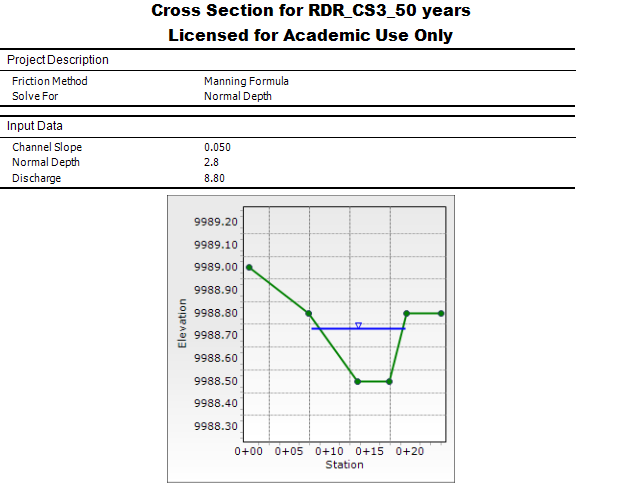 Cross Section for RDR_CS3_50 years
Licensed for Academic Use Only
Project Description
Friction Method Manning Formula
Solve For Normal Depth
Input Data
Channel Slope 0.050
Normal Depth 2.8
Discharge 8.80
9989.20
9989.10
9989.00
9988.90
9988.80
9988.70
9988.60
9988.50
9988.40
9988.30
Elevation
0+00 0+05 0+10 0+15 0+20
Station